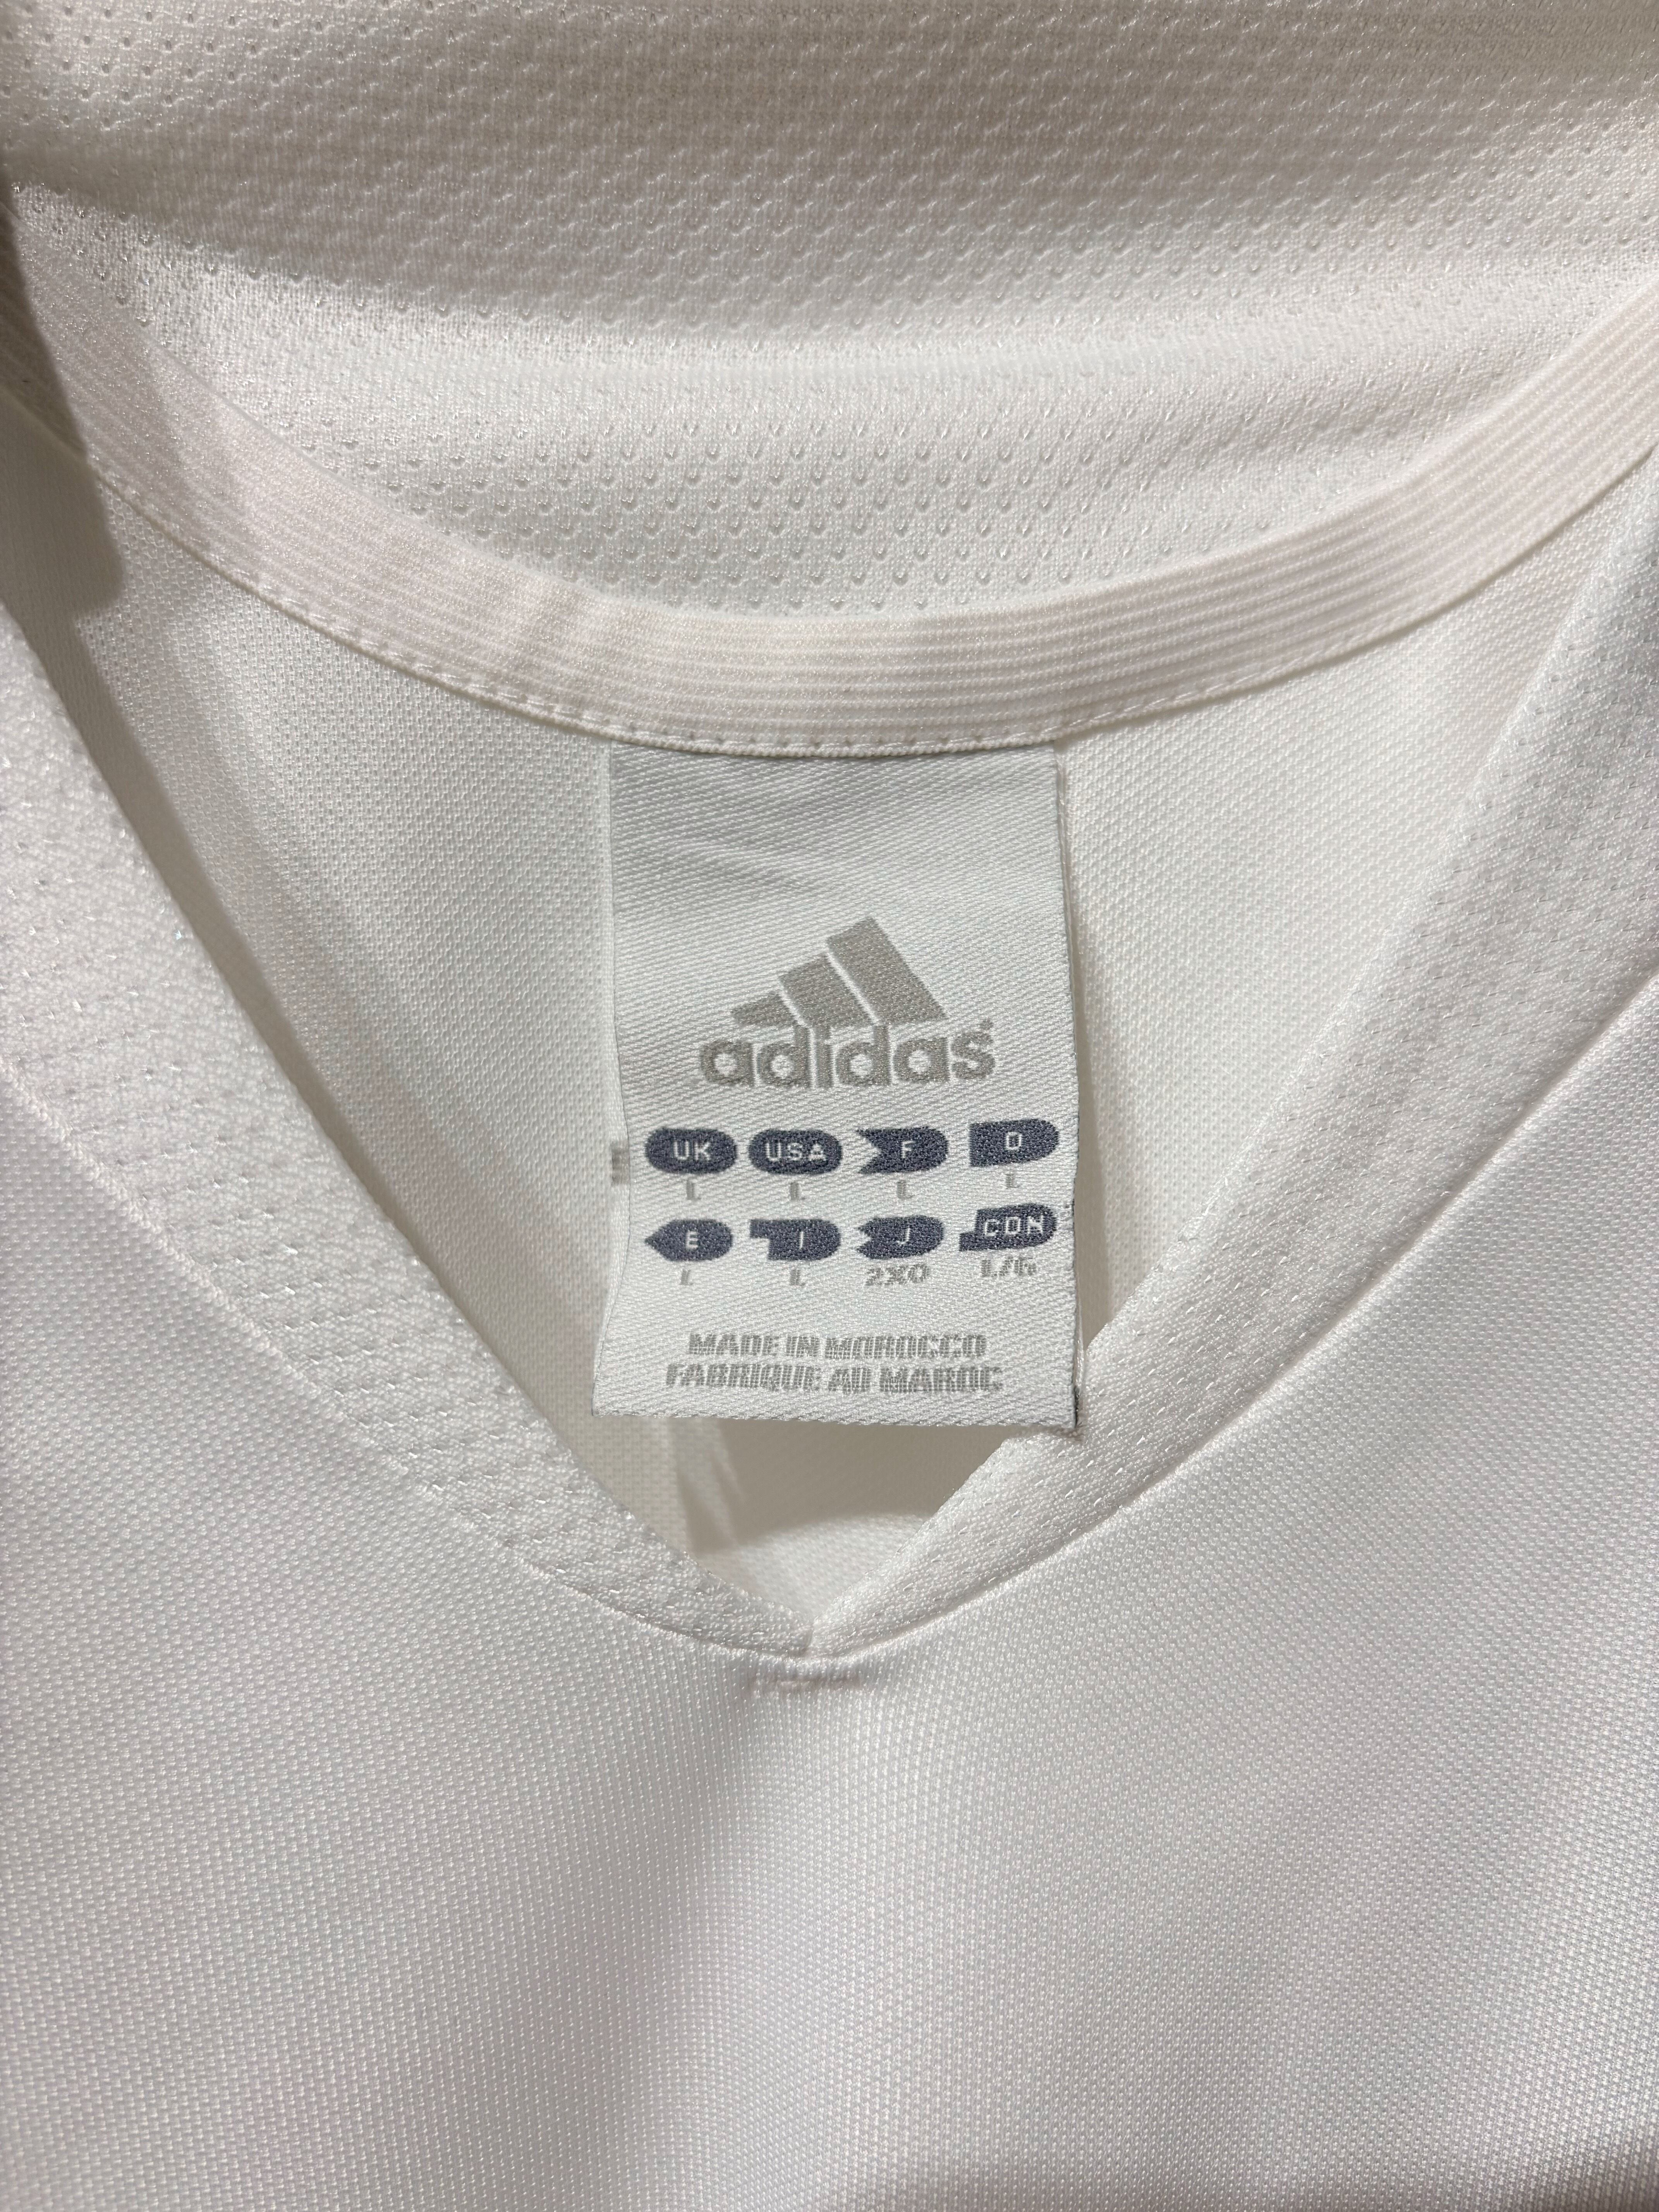 adidas
UK USA F D
L L L L
E I J CDN
L L 2XO L/G
MADE IN MOROCCO
FABRIQUE AU MAROC